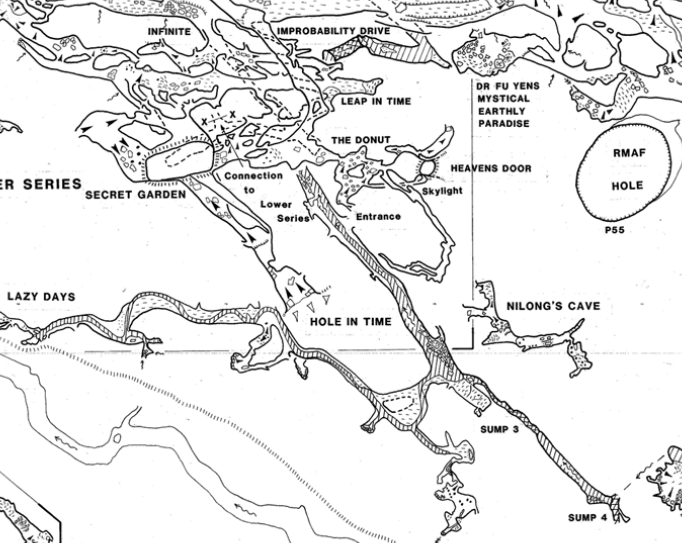 INFINITE
IMPROBABILITY DRIVE
LEAP IN TIME
DR FU YENS
MYSTICAL
EARTHLY
PARADISE
THE DONUT
RMAF
HOLE
P55
HEAVENS DOOR
Skylight
ER SERIES
SECRET GARDEN
Connection
to
Lower
Series
Entrance
X
X
LAZY DAYS
HOLE IN TIME
NILONG'S CAVE
SUMP 3
SUMP 4